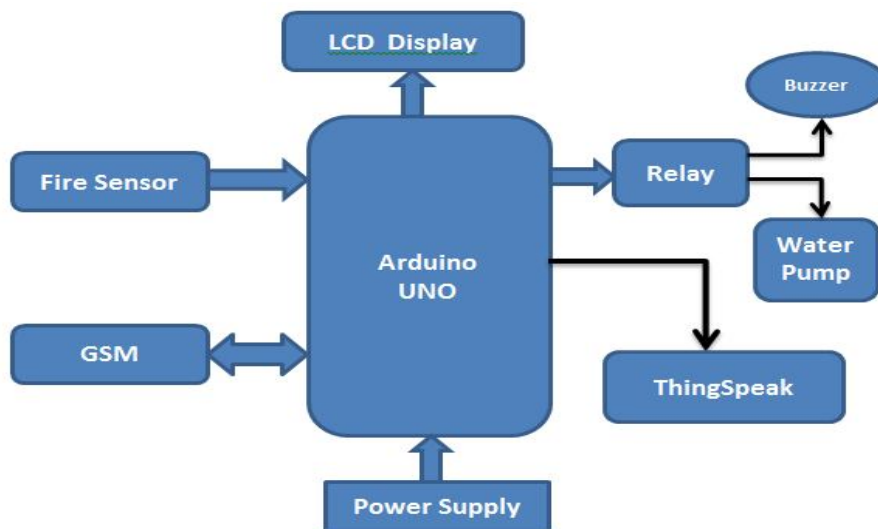 LCD Display
Buzzer
Fire Sensor
Relay
Water
Pump
Arduino
UNO
GSM
ThingSpeak
Power Supply